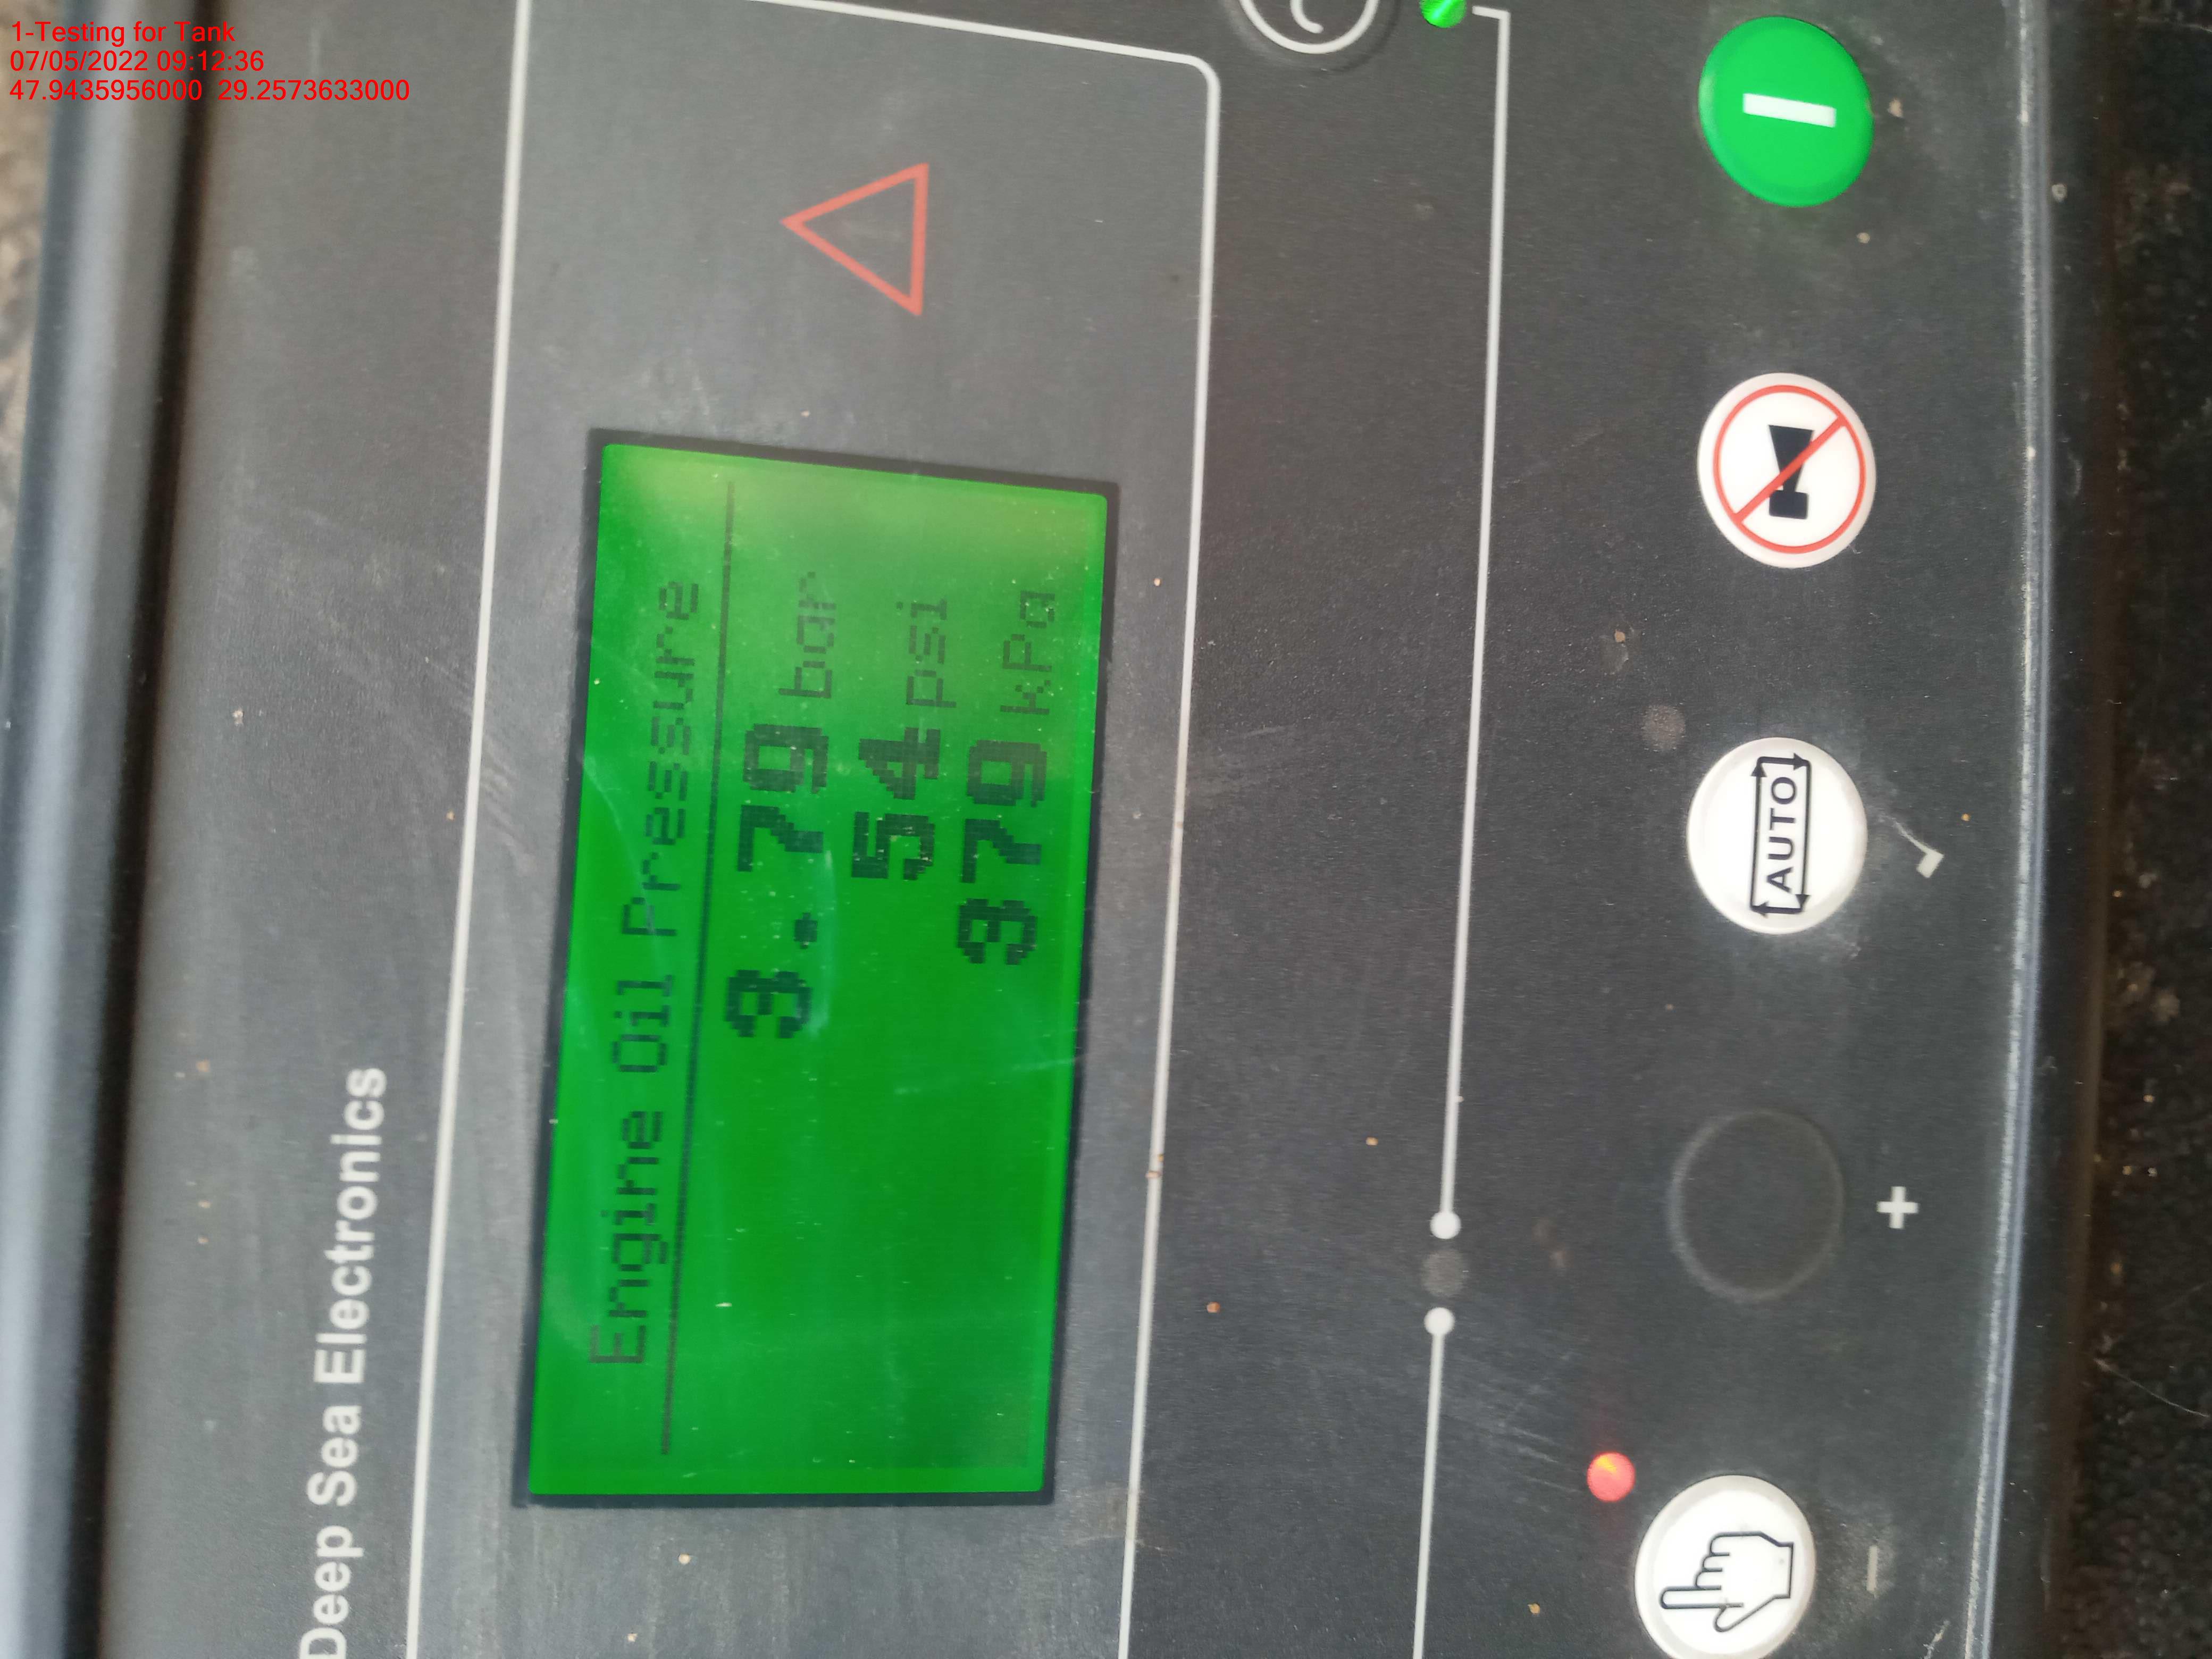 1-Testing for Tank
07/05/2022 09:12:36
47.9435956000 29.2573633000
Deep Sea Electronics
Engine Oil Pressure
3.79 bar
54 psi
379 kPa
AUTO